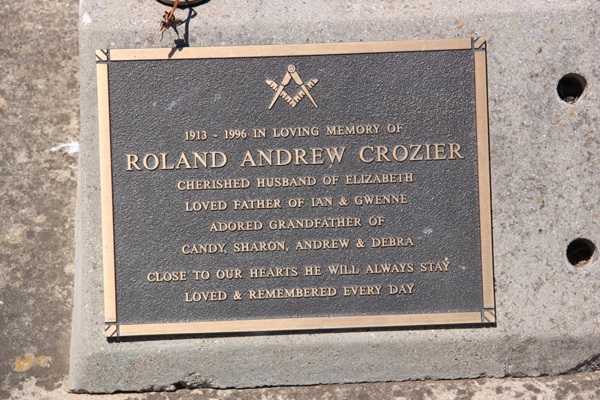 1913 - 1996 IN LOVING MEMORY OF
ROLAND ANDREW CROZIER
CHERISHED HUSBAND OF ELIZABETH
LOVED FATHER OF IAN & GWENNE
ADORED GRANDFATHER OF
CANDY, SHARON, ANDREW & DEBRA
CLOSE TO OUR HEARTS HE WILL ALWAYS STAY
LOVED & REMEMBERED EVERY DAY